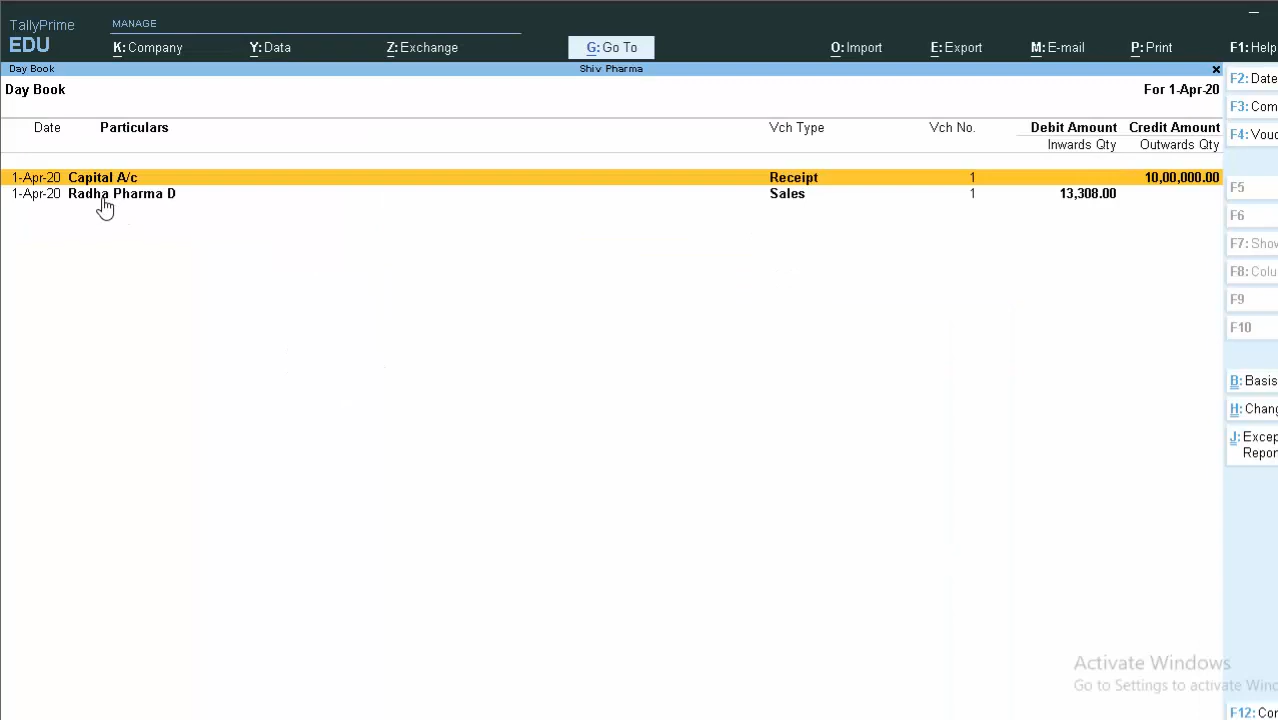 TallyPrime
EDU
MANAGE
K:Company Y:Data Z:Exchange G:Go To O:Import E:Export M:E-mail P:Print F1:Help
Day Book Shiv Pharma
Day Book For 1-Apr-20
Date Particulars Vch Type Vch No. Debit Amount Credit Amount
Inwards Qty Outwards Qty
1-Apr-20 Capital A/c Receipt 1 10,00,000.00
1-Apr-20 Radha Pharma D Sales 1 13,308.00
F2: Date
F3: Com
F4: Vouc
F5
F6
F7: Show
F8: Colu
F9
F10
B: Basis
H: Chang
J: Excep
Repor
Activate Windows
Go to Settings to activate Wind
F12: Con